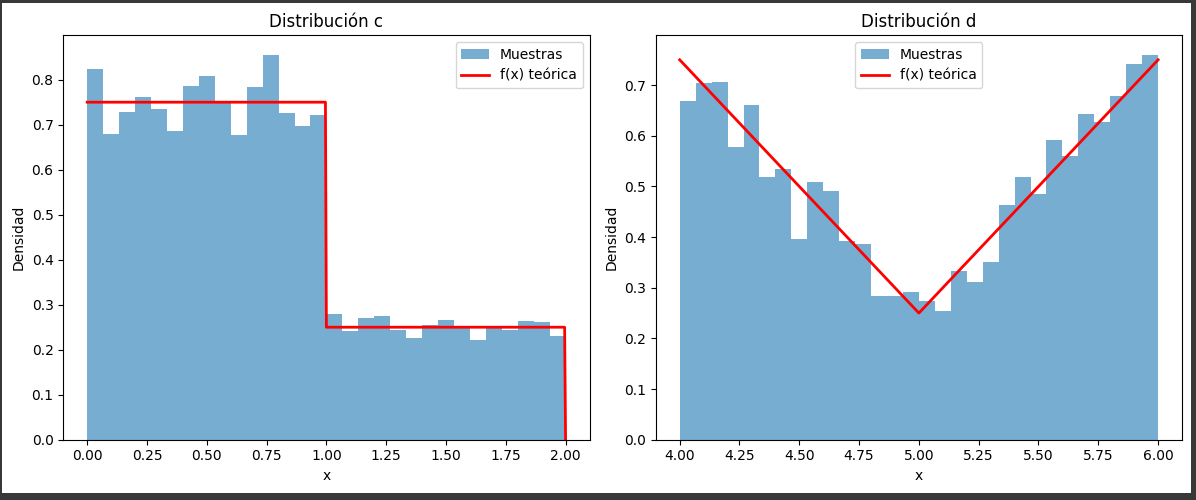 Distribución c
Muestras
f(x) teórica
Densidad
0.8
0.7
0.6
0.5
0.4
0.3
0.2
0.1
0.0
0.00 0.25 0.50 0.75 1.00 1.25 1.50 1.75 2.00
x
Distribución d
Muestras
f(x) teórica
Densidad
0.7
0.6
0.5
0.4
0.3
0.2
0.1
0.0
4.00 4.25 4.50 4.75 5.00 5.25 5.50 5.75 6.00
x